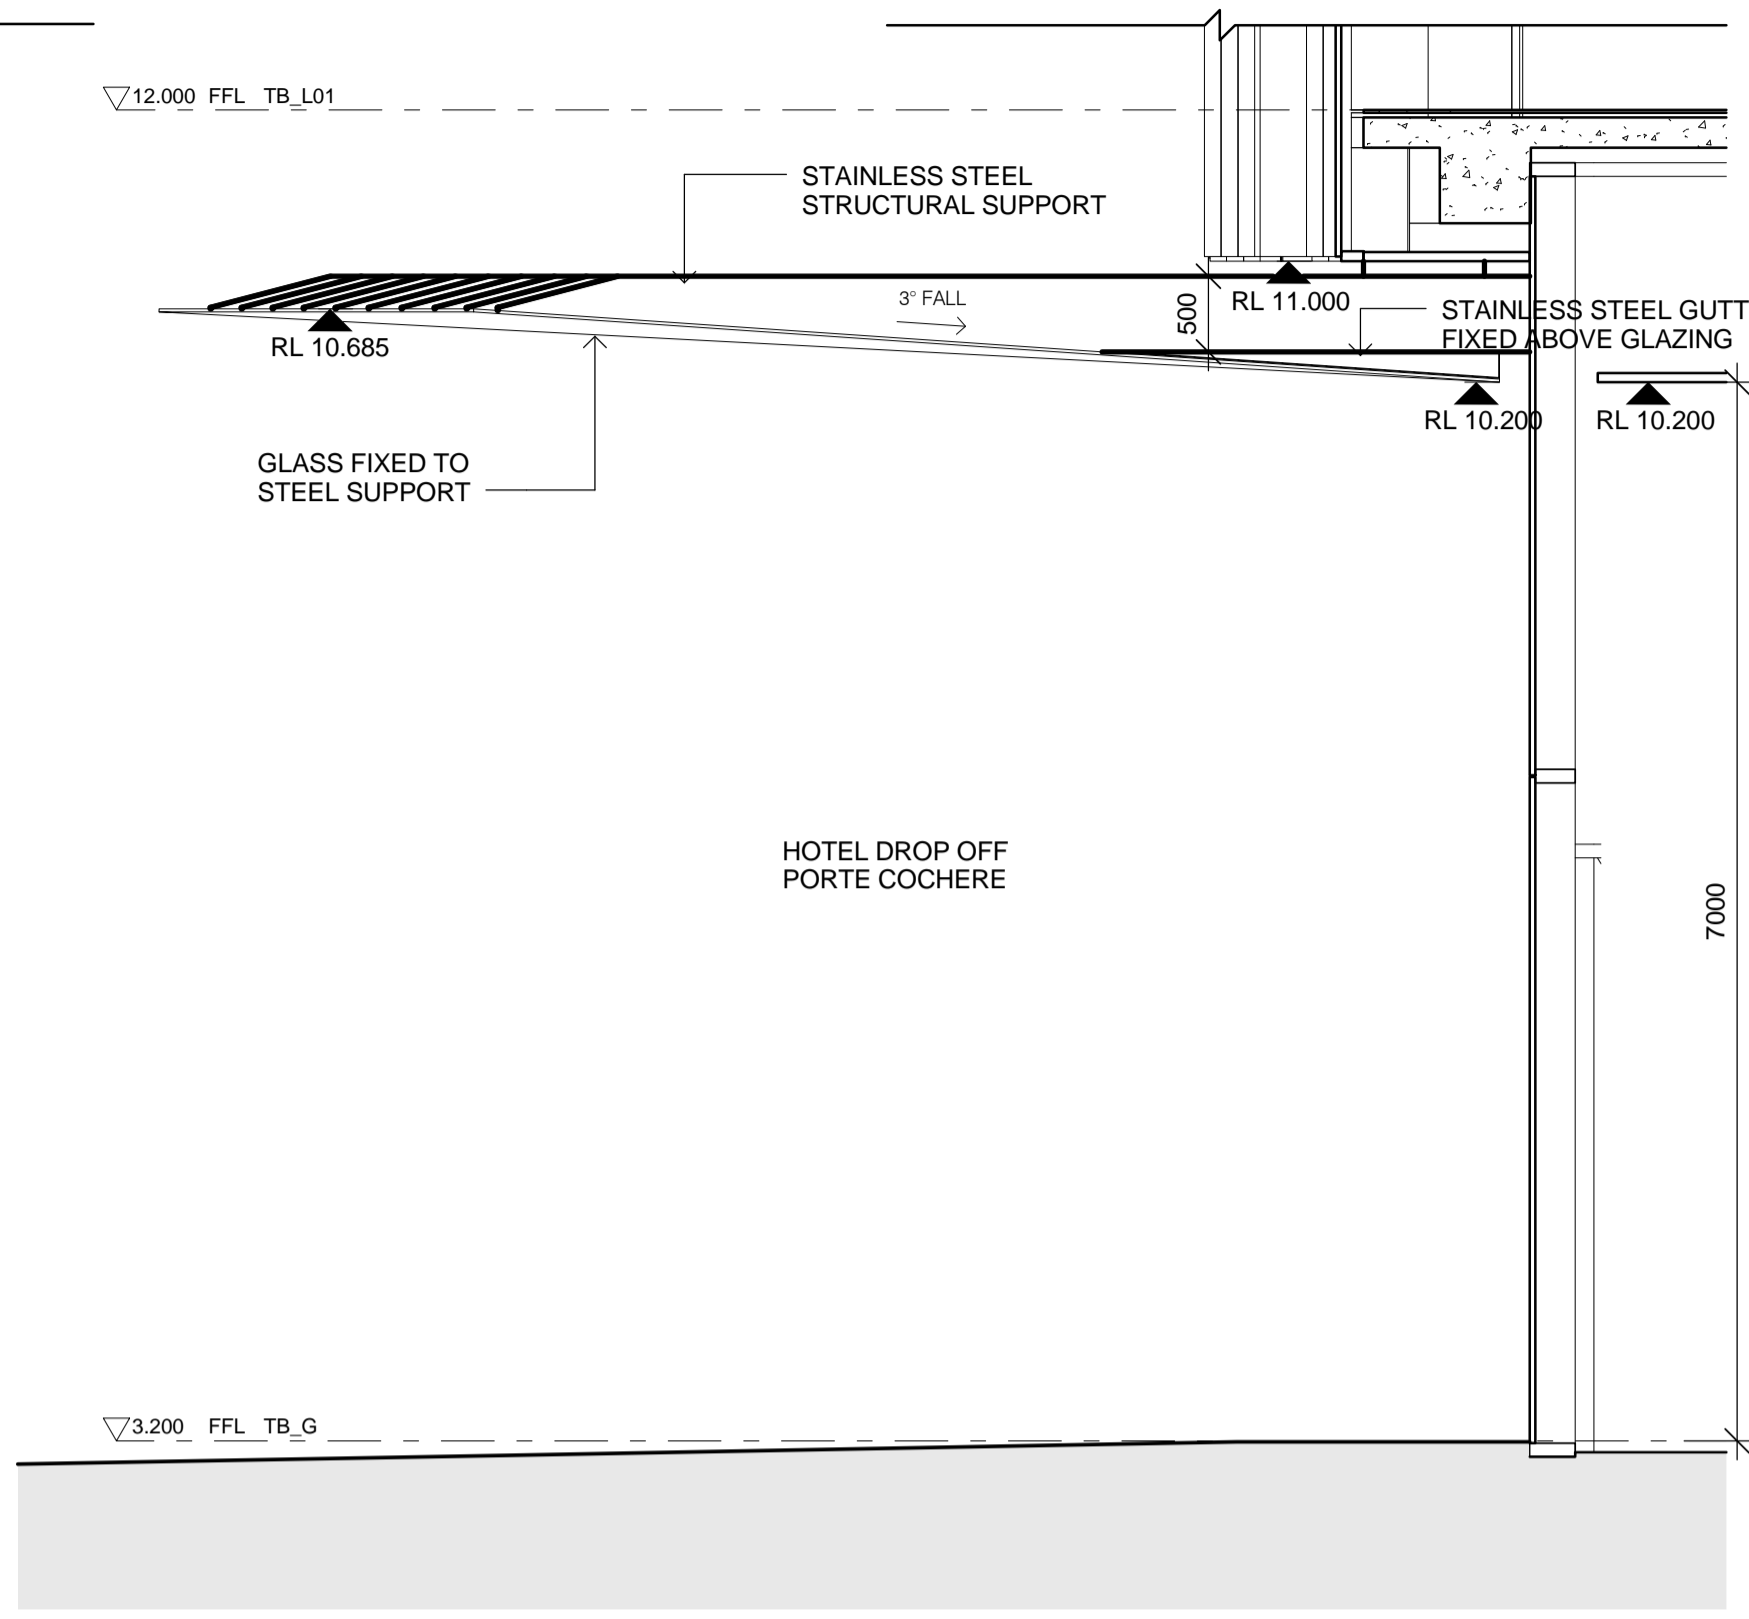 12.000 FFL TB_L01
STAINLESS STEEL
STRUCTURAL SUPPORT
3° FALL
500
RL 11.000
STAINLESS STEEL GUTT
FIXED ABOVE GLAZING
RL 10.685
RL 10.200
RL 10.200
GLASS FIXED TO
STEEL SUPPORT
HOTEL DROP OFF
PORTE COCHERE
7000
3.200 FFL TB_G